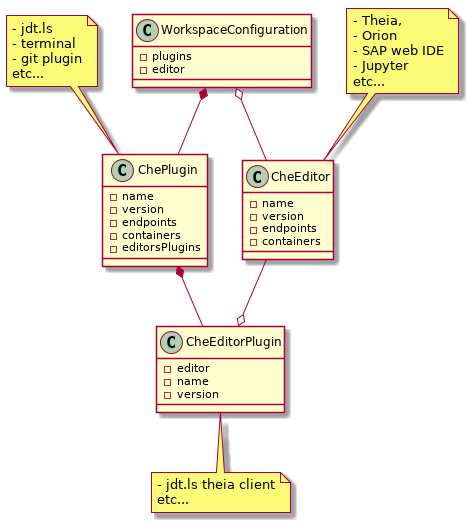 - jdt.ls
- terminal
- git plugin
etc...
C WorkspaceConfiguration
plugins
editor
- Theia,
- Orion
- SAP web IDE
- Jupyter
etc...
C ChePlugin
name
version
endpoints
containers
editorsPlugins
C CheEditor
name
version
endpoints
containers
C CheEditorPlugin
editor
name
version
- jdt.ls theia client
etc...